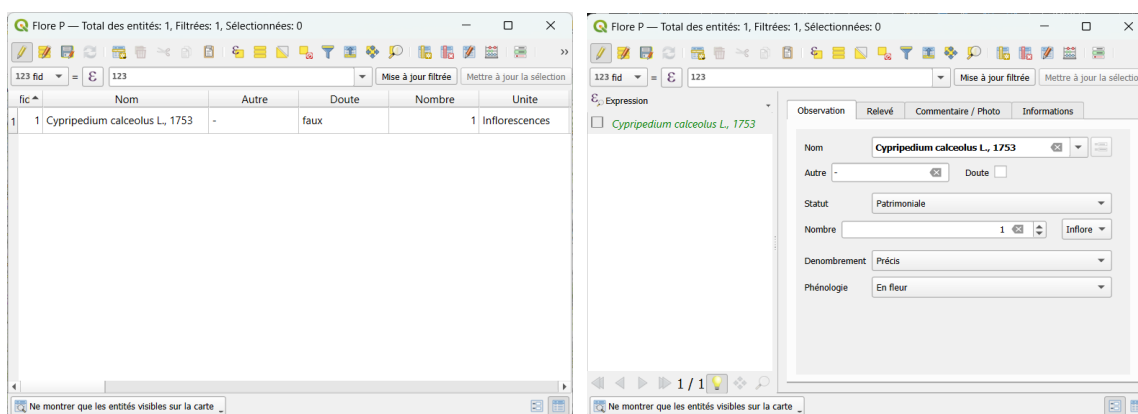 Flore P — Total des entités: 1, Filtrées: 1, Sélectionnées: 0
123 fid = ε 123 Mise à jour filtrée Mettre à jour la sélection
fic Nom Autre Doute Nombre Unite
1 1 Cypripedium calceolus L., 1753 - faux 1 Inflorescences
Ne montrer que les entités visibles sur la carte
Flore P — Total des entités: 1, Filtrées: 1, Sélectionnées: 0
123 fid = ε 123 Mise à jour filtrée Mettre à jour la sélectio
Expression
Cypripedium calceolus L., 1753
1 / 1
Observation Relevé Commentaire / Photo Informations
Nom Cypripedium calceolus L., 1753
Autre - Doute
Statut Patrimoniale
Nombre 1 Inflore
Denombrement Précis
Phénologie En fleur
Ne montrer que les entités visibles sur la carte